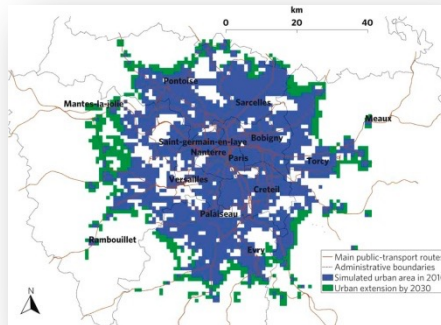 km
0 20 40
Pontoise
Mantes-la-jolie
Sarcelles
Meaux
Saint-germain-en-laye
Bobigny
Nanterre
Paris
Torcy
Versailles
Creteil
Palaiseau
Rambouillet
Evry
N
Main public-transport routes
Administrative boundaries
Simulated urban area in 2010
Urban extension by 2030